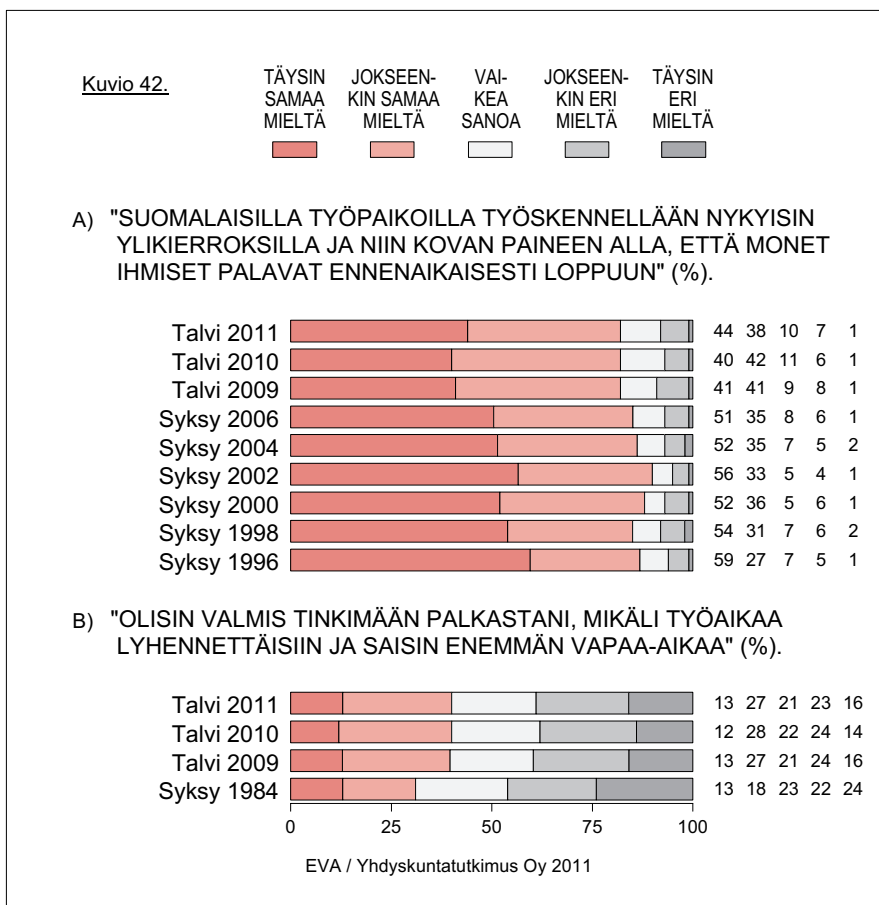 Kuvio 42.
TÄYSIN SAMAA MIELTÄ
JOKSEEN- KIN SAMAA MIELTÄ
VAI- KEA SANOA
JOKSEEN- KIN ERI MIELTÄ
TÄYSIN ERI MIELTÄ
A) "SUOMALAISILLA TYÖPAIKOILLA TYÖSKENNELLÄÄN NYKYISIN
YLIKIERROKSILLA JA NIIN KOVAN PAINEEN ALLA, ETTÄ MONET
IHMISET PALAVAT ENNENAIKAISESTI LOPPUUN" (%).
Talvi 2011 44 38 10 7 1
Talvi 2010 40 42 11 6 1
Talvi 2009 41 41 9 8 1
Syksy 2006 51 35 8 6 1
Syksy 2004 52 35 7 5 2
Syksy 2002 56 33 5 4 1
Syksy 2000 52 36 5 6 1
Syksy 1998 54 31 7 6 2
Syksy 1996 59 27 7 5 1
B) "OLISIN VALMIS TINKIMÄÄN PALKASTANI, MIKÄLI TYÖAIKAA
LYHENNETTÄISIIN JA SAISIN ENEMMÄN VAPAA-AIKAA" (%).
Talvi 2011 13 27 21 23 16
Talvi 2010 12 28 22 24 14
Talvi 2009 13 27 21 24 16
Syksy 1984 13 18 23 22 24
0 25 50 75 100
EVA / Yhdyskuntatutkimus Oy 2011